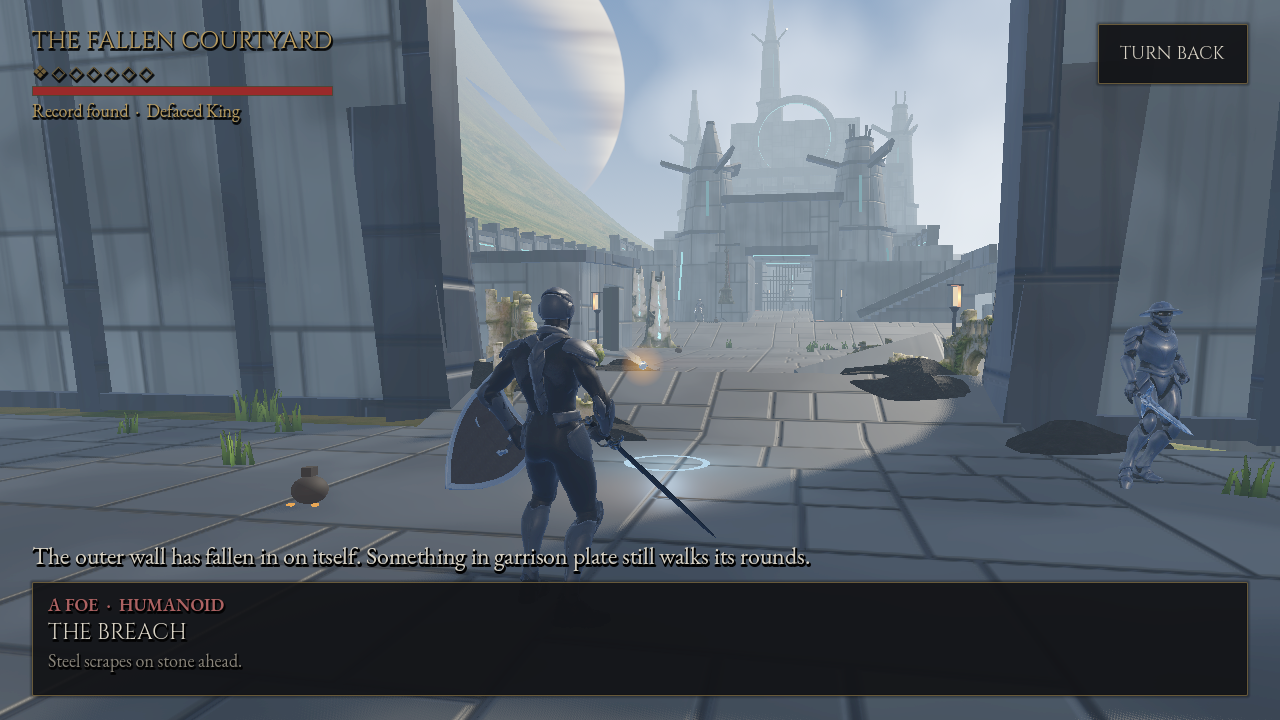 THE FALLEN COURTYARD
TURN BACK
Record found · Defaced King
The outer wall has fallen in on itself. Something in garrison plate still walks its rounds.
A FOE · HUMANOID
THE BREACH
Steel scrapes on stone ahead.